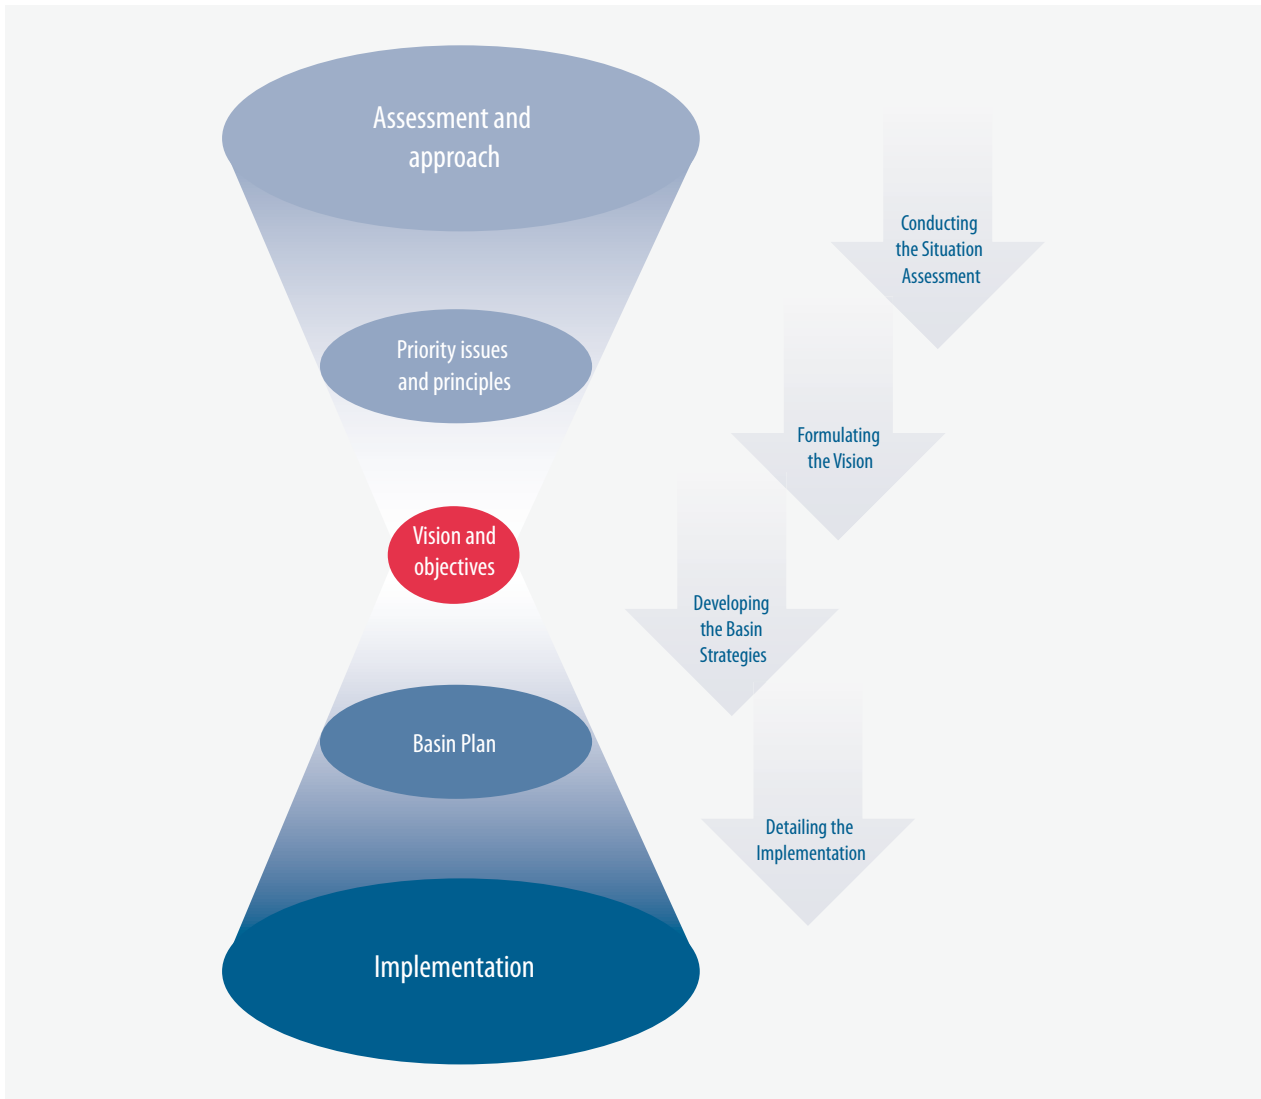 Assessment and
approach
Conducting
the Situation
Assessment
Priority issues
and principles
Formulating
the Vision
Vision and
objectives
Developing
the Basin
Strategies
Basin Plan
Detailing the
Implementation
Implementation